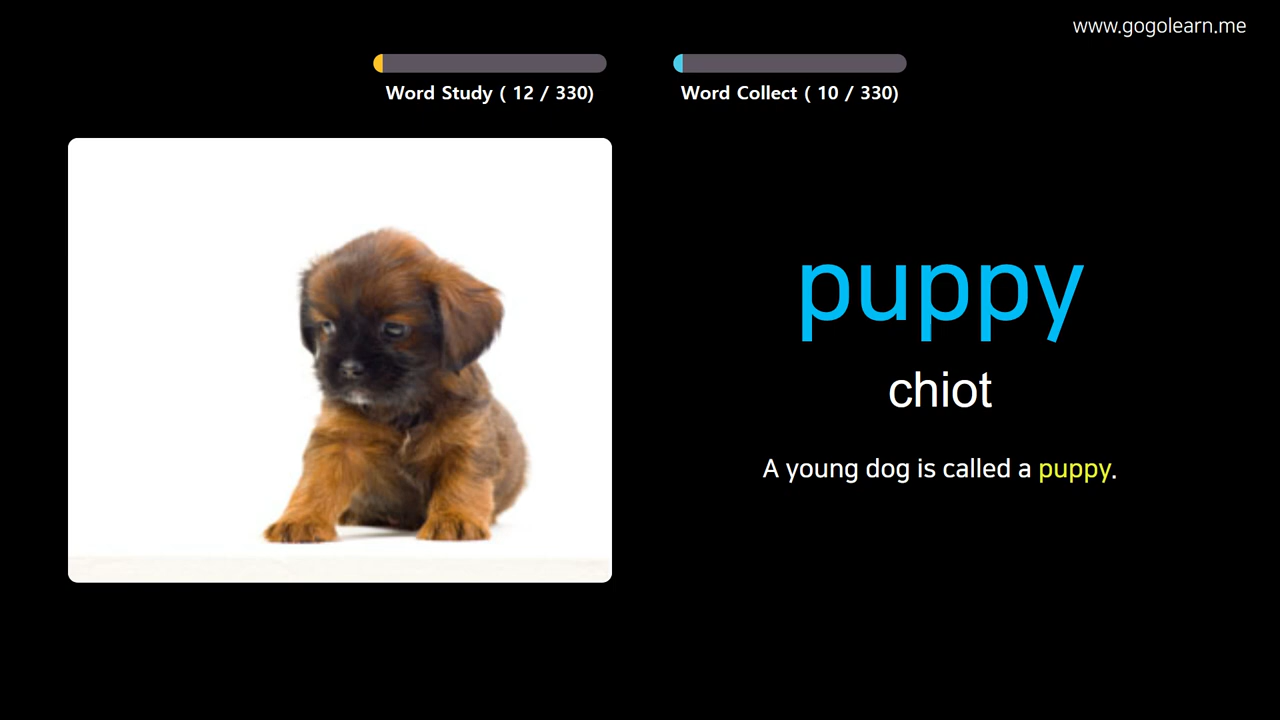 www.gogolearn.me
Word Study ( 12 / 330)
Word Collect ( 10 / 330)
puppy
chiot
A young dog is called a puppy.